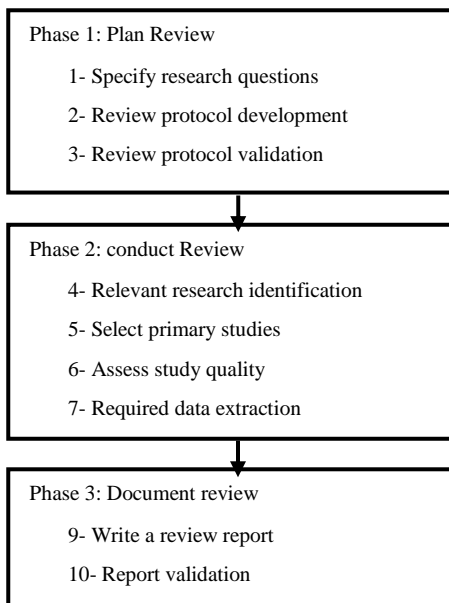 Phase 1: Plan Review
1- Specify research questions
2- Review protocol development
3- Review protocol validation
Phase 2: conduct Review
4- Relevant research identification
5- Select primary studies
6- Assess study quality
7- Required data extraction
Phase 3: Document review
9- Write a review report
10- Report validation